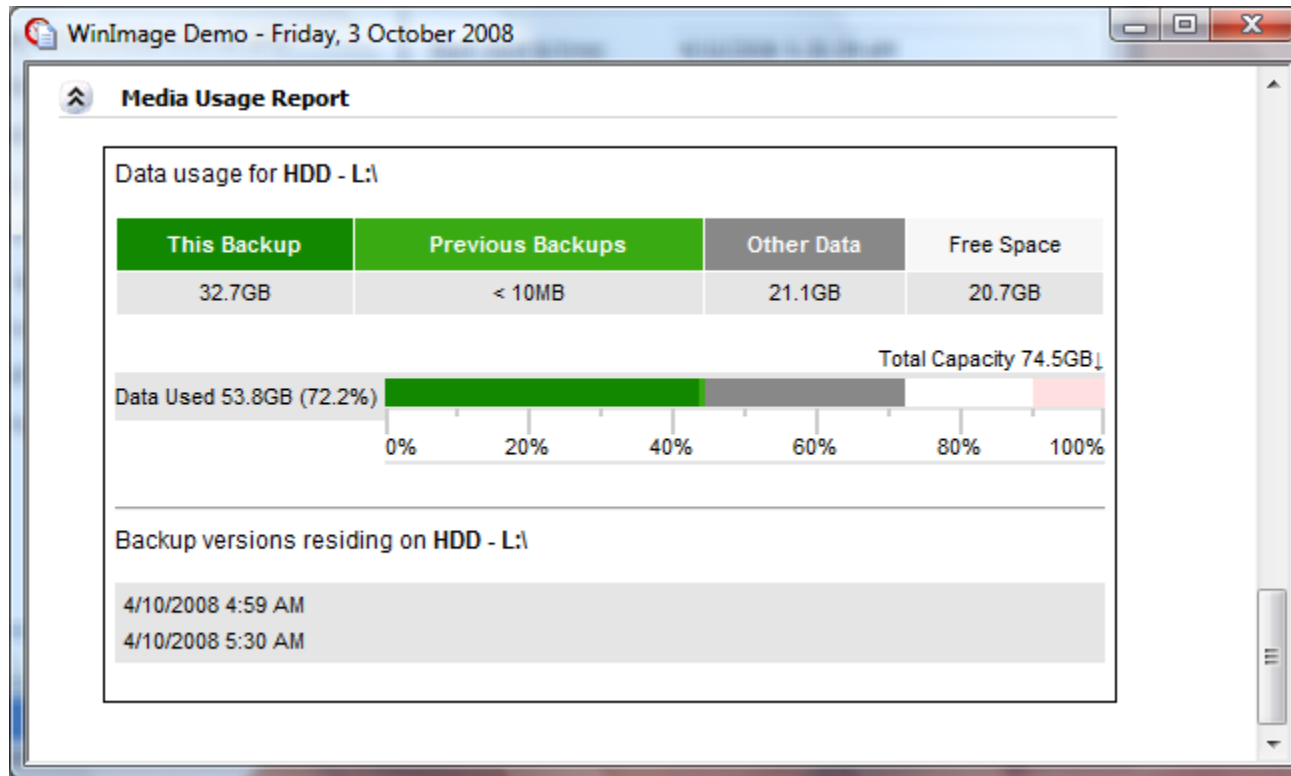 WinImage Demo - Friday, 3 October 2008
Media Usage Report
Data usage for HDD - L:\
This Backup Previous Backups Other Data Free Space
32.7GB < 10MB 21.1GB 20.7GB
Total Capacity 74.5GB↓
Data Used 53.8GB (72.2%)
0% 20% 40% 60% 80% 100%
Backup versions residing on HDD - L:\
4/10/2008 4:59 AM
4/10/2008 5:30 AM